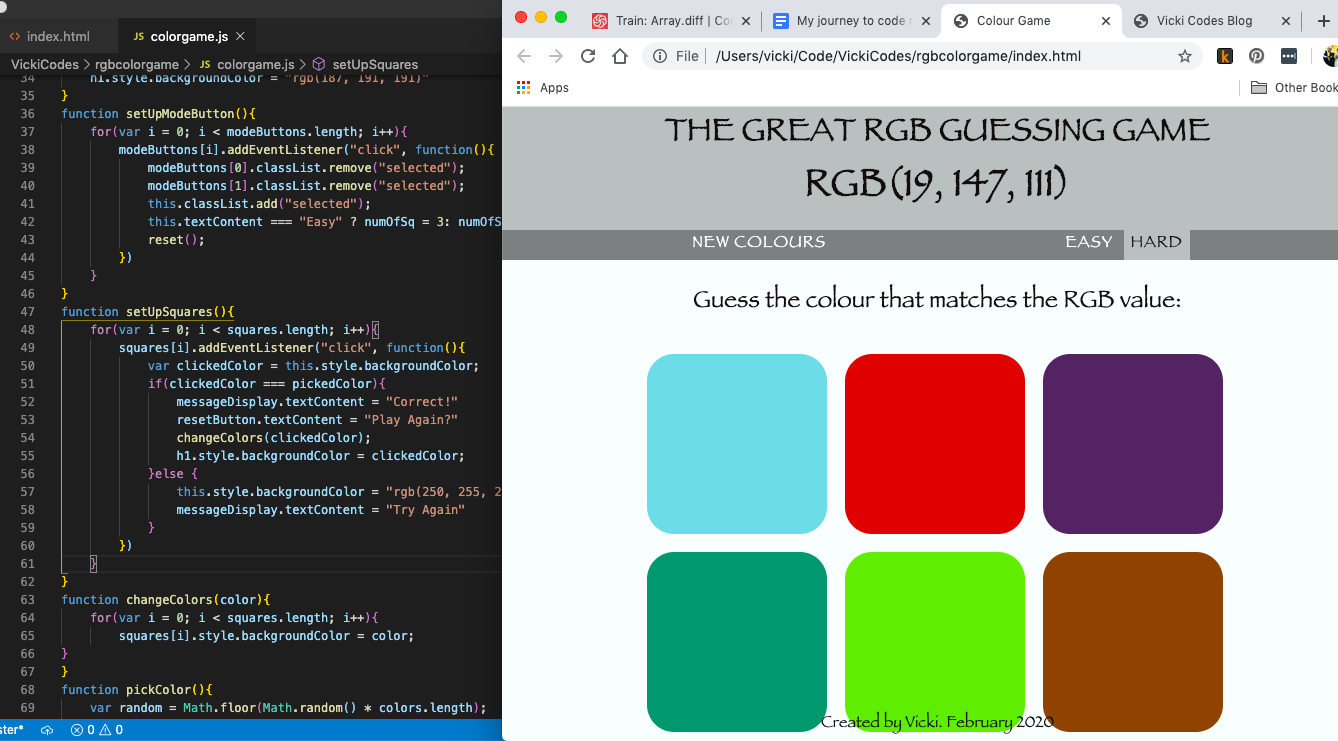 index.html
JS colorgame.js
VickiCodes > rgbcolorgame > JS colorgame.js > setUpSquares
34 h1.style.backgroundColor = "rgb(187, 191, 191)"
35 }
36 function setUpModeButton(){
37 for(var i = 0; i < modeButtons.length; i++){
38 modeButtons[i].addEventListener("click", function(){
39 modeButtons[0].classList.remove("selected");
40 modeButtons[1].classList.remove("selected");
41 this.classList.add("selected");
42 this.textContent === "Easy" ? numOfSq = 3: numOfS
43 reset();
44 })
45 }
46 }
47 function setUpSquares(){
48 for(var i = 0; i < squares.length; i++){
49 squares[i].addEventListener("click", function(){
50 var clickedColor = this.style.backgroundColor;
51 if(clickedColor === pickedColor){
52 messageDisplay.textContent = "Correct!"
53 resetButton.textContent = "Play Again?"
54 changeColors(clickedColor);
55 h1.style.backgroundColor = clickedColor;
56 }else {
57 this.style.backgroundColor = "rgb(250, 255, 2
58 messageDisplay.textContent = "Try Again"
59 }
60 })
61 }
62 }
63 function changeColors(color){
64 for(var i = 0; i < squares.length; i++){
65 squares[i].style.backgroundColor = color;
66 }
67 }
68 function pickColor(){
69 var random = Math.floor(Math.random() * colors.length);
ster* 0 0
Train: Array.diff | Co
My journey to code
Colour Game
Vicki Codes Blog
File /Users/vicki/Code/VickiCodes/rgbcolorgame/index.html
Apps
Other Book
THE GREAT RGB GUESSING GAME
RGB(19, 147, 111)
NEW COLOURS EASY HARD
Guess the colour that matches the RGB value:
Created by Vicki. February 2020